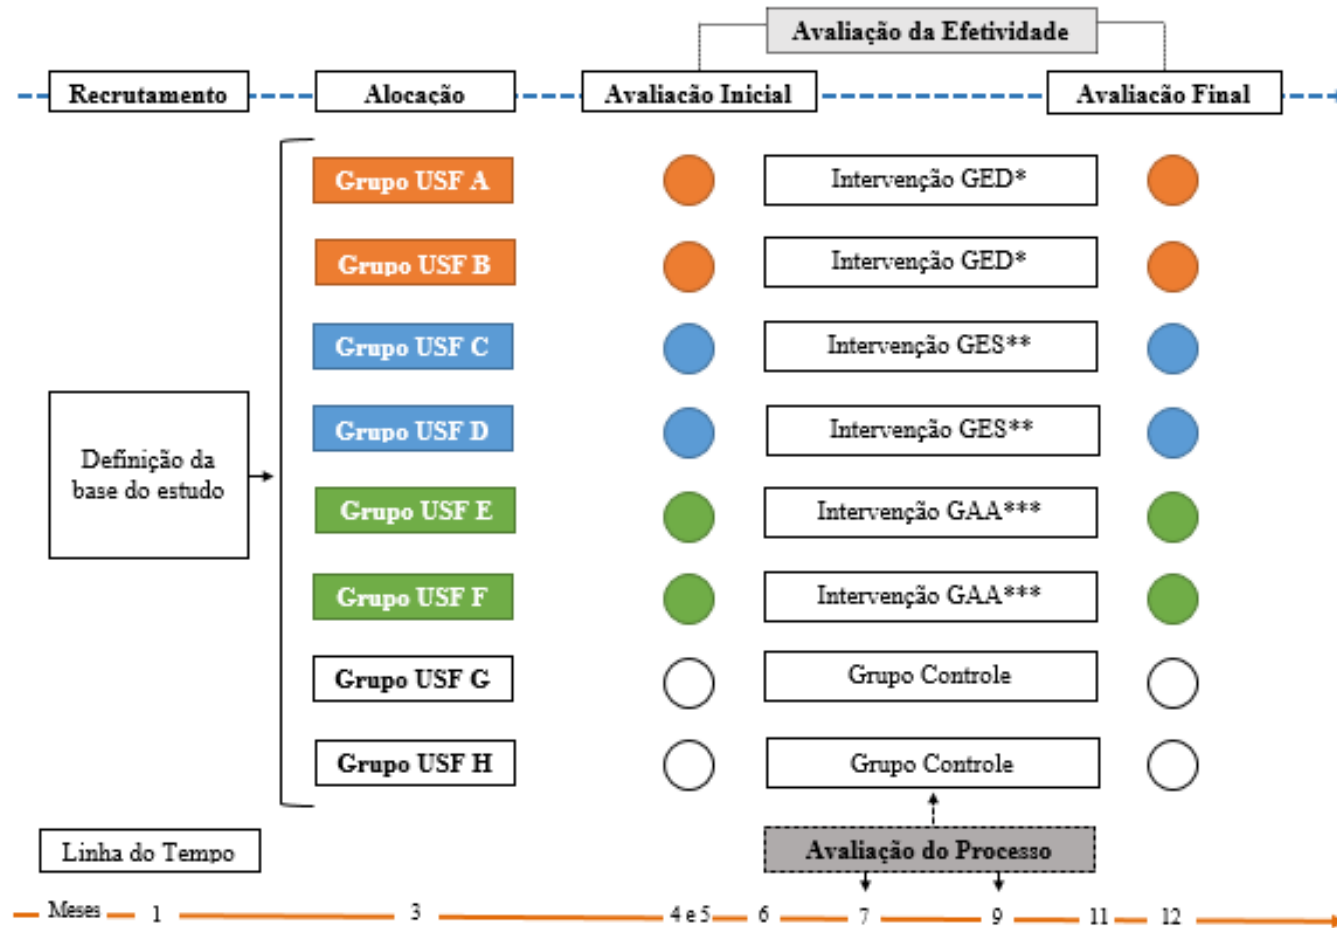 Avaliação da Efetividade
Recrutamento
Alocação
Avaliacão Inicial
Avaliacão Final
Grupo USF A
Intervenção GED*
Grupo USF B
Intervenção GED*
Grupo USF C
Intervenção GES**
Grupo USF D
Intervenção GES**
Definição da
base do estudo
Grupo USF E
Intervenção GAA***
Grupo USF F
Intervenção GAA***
Grupo USF G
Grupo Controle
Grupo USF H
Grupo Controle
Linha do Tempo
Avaliação do Processo
Meses 1 3 4 e 5 6 7 9 11 12